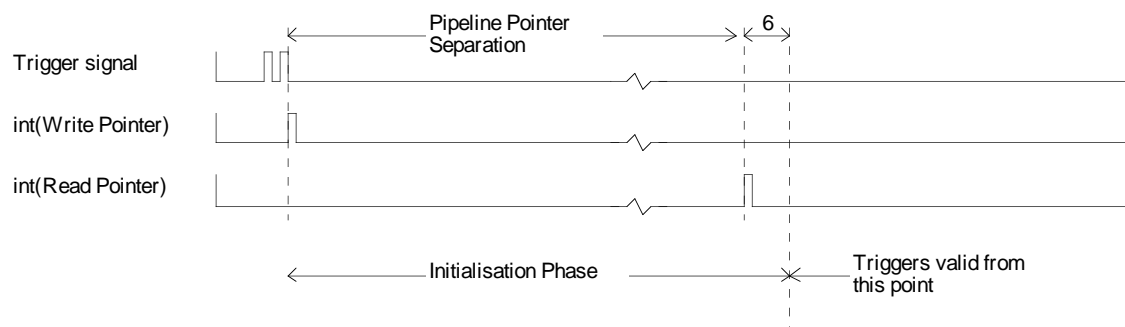 Pipeline Pointer
Separation
6
Trigger signal
int(Write Pointer)
int(Read Pointer)
Initialisation Phase
Triggers valid from
this point